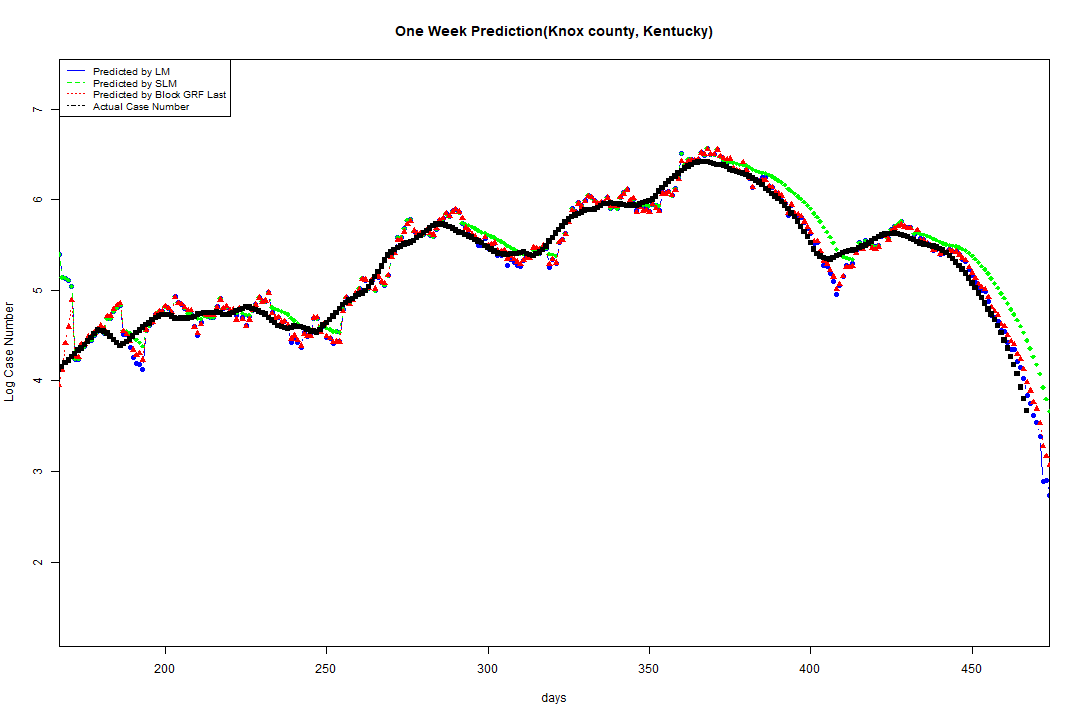 One Week Prediction(Knox county, Kentucky)
Predicted by LM
Predicted by SLM
Predicted by Block GRF Last
Actual Case Number
7
6
5
4
3
2
Log Case Number
200 250 300 350 400 450
days